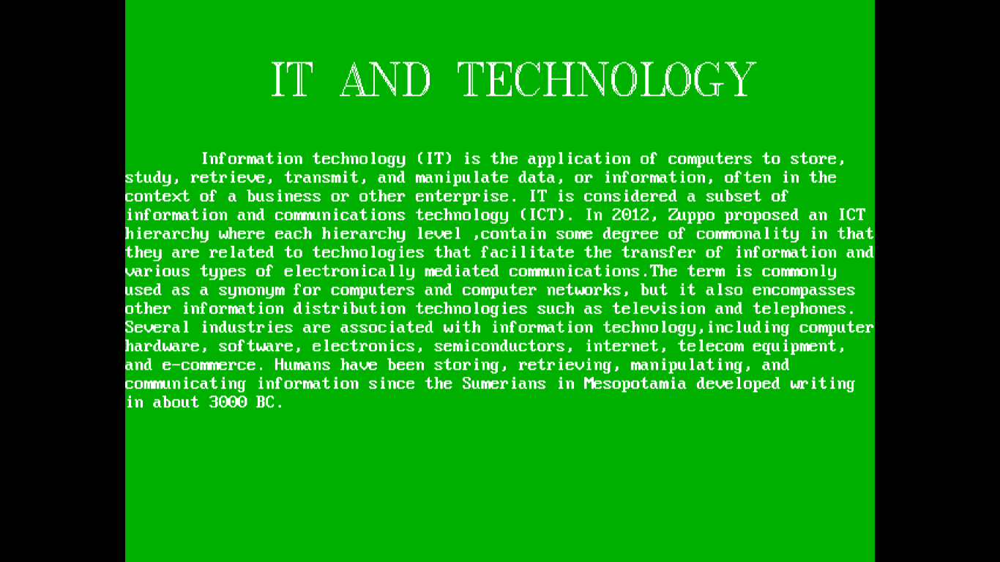 IT AND TECHNOLOGY
Information technology (IT) is the application of computers to store,
study, retrieve, transmit, and manipulate data, or information, often in the
context of a business or other enterprise. IT is considered a subset of
information and communications technology (ICT). In 2012, Zuppo proposed an ICT
hierarchy where each hierarchy level ,contain some degree of commonality in that
they are related to technologies that facilitate the transfer of information and
various types of electronically mediated communications.The term is commonly
used as a synonym for computers and computer networks, but it also encompasses
other information distribution technologies such as television and telephones.
Several industries are associated with information technology,including computer
hardware, software, electronics, semiconductors, internet, telecom equipment,
and e-commerce. Humans have been storing, retrieving, manipulating, and
communicating information since the Sumerians in Mesopotamia developed writing
in about 3000 BC.